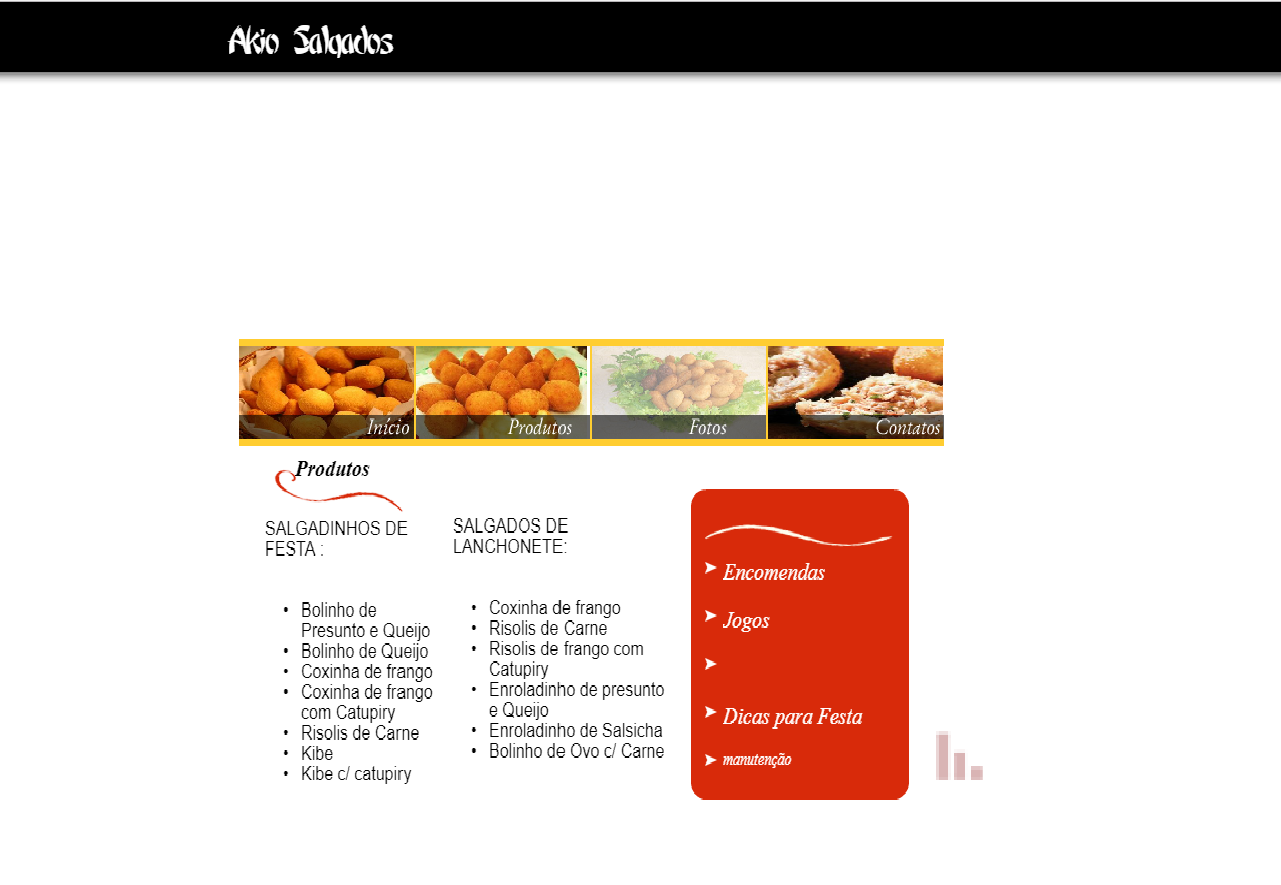 Akio Salgados
Início
Produtos
Fotos
Contatos
Produtos
SALGADINHOS DE
FESTA :
• Bolinho de
Presunto e Queijo
• Bolinho de Queijo
• Coxinha de frango
• Coxinha de frango
com Catupiry
• Risolis de Carne
• Kibe
• Kibe c/ catupiry
SALGADOS DE
LANCHONETE:
• Coxinha de frango
• Risolis de Carne
• Risolis de frango com
Catupiry
• Enroladinho de presunto
e Queijo
• Enroladinho de Salsicha
• Bolinho de Ovo c/ Carne
Encomendas
Jogos
Dicas para Festa
manutenção